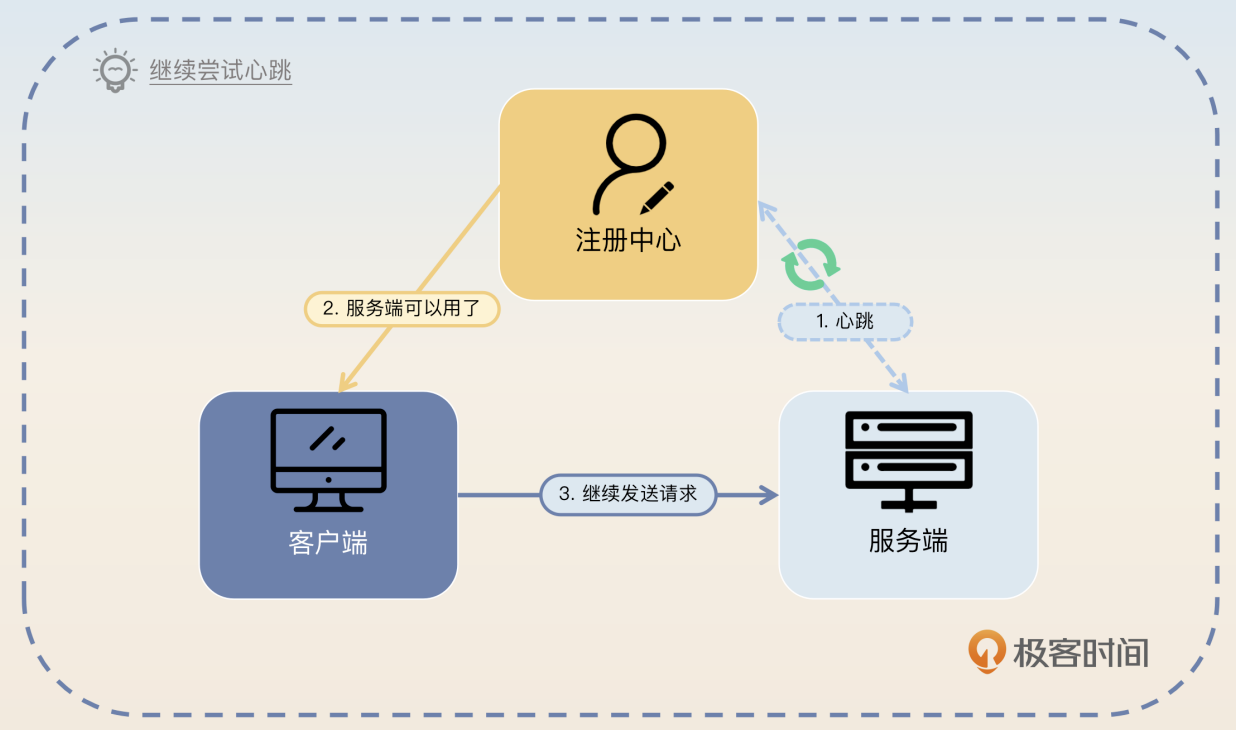 继续尝试心跳
注册中心
2. 服务端可以用了
1. 心跳
3. 继续发送请求
客户端
服务端
极客时间